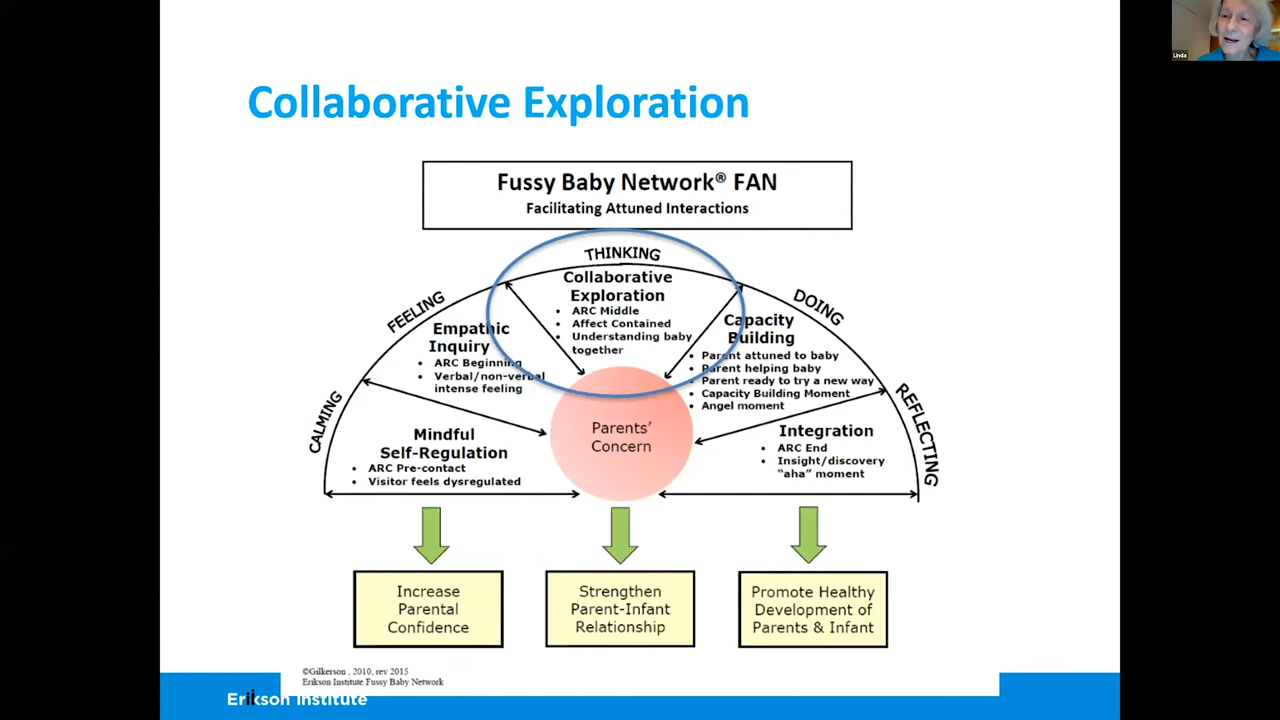 Linda
Collaborative Exploration
Fussy Baby Network® FAN
Facilitating Attuned Interactions
CALMING
FEELING
THINKING
DOING
REFLECTING
Mindful
Self-Regulation
• ARC Pre-contact
• Visitor feels dysregulated
Empathic
Inquiry
• ARC Beginning
• Verbal/non-verbal
intense feeling
Collaborative
Exploration
• ARC Middle
• Affect Contained
• Understanding baby
together
Capacity
Building
• Parent attuned to baby
• Parent helping baby
• Parent ready to try a new way
• Capacity Building Moment
• Angel moment
Integration
• ARC End
• Insight/discovery
“aha” moment
Parents’
Concern
Increase
Parental
Confidence
Strengthen
Parent-Infant
Relationship
Promote Healthy
Development of
Parents & Infant
©Gilkerson , 2010, rev 2015
Erikson Institute Fussy Baby Network
Erikson Institute